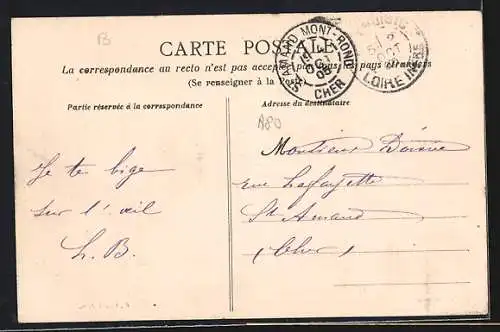 B
CARTE POSTALE
La correspondance au recto n'est pas acceptée par tous les pays étrangers
(Se renseigner à la Poste)
Partie réservée à la correspondance
Adresse du destinataire
ST AMAND MONT-ROND
CHER
LOIRE INFRE
A80
Je te bige
sur l'œil
L. B.
Monsieur
rue Lafayette
St Amand
(Cher)